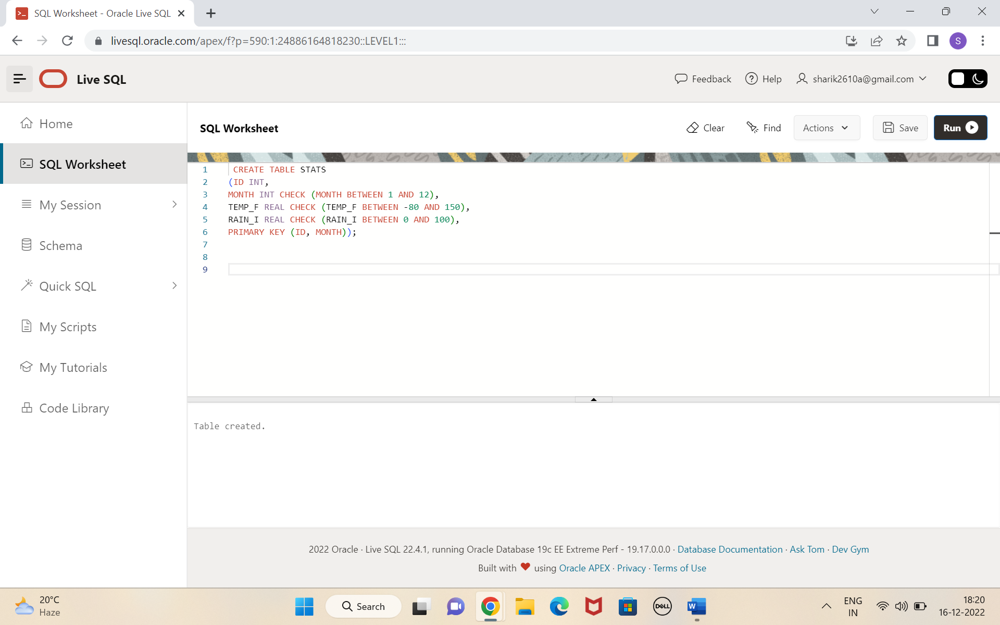 SQL Worksheet - Oracle Live SQL
livesql.oracle.com/apex/f?p=590:1:24886164818230::LEVEL1:::
S
Live SQL
Feedback
Help
sharik2610a@gmail.com
Home
SQL Worksheet
My Session
Schema
Quick SQL
My Scripts
My Tutorials
Code Library
SQL Worksheet
Clear
Find
Actions
Save
Run
1 CREATE TABLE STATS
2 (ID INT,
3 MONTH INT CHECK (MONTH BETWEEN 1 AND 12),
4 TEMP_F REAL CHECK (TEMP_F BETWEEN -80 AND 150),
5 RAIN_I REAL CHECK (RAIN_I BETWEEN 0 AND 100),
6 PRIMARY KEY (ID, MONTH));
7
8
9
Table created.
2022 Oracle · Live SQL 22.4.1, running Oracle Database 19c EE Extreme Perf - 19.17.0.0.0 · Database Documentation · Ask Tom · Dev Gym
Built with ❤ using Oracle APEX · Privacy · Terms of Use
20°C
Haze
Search
DELL
W
ENG
IN
18:20
16-12-2022